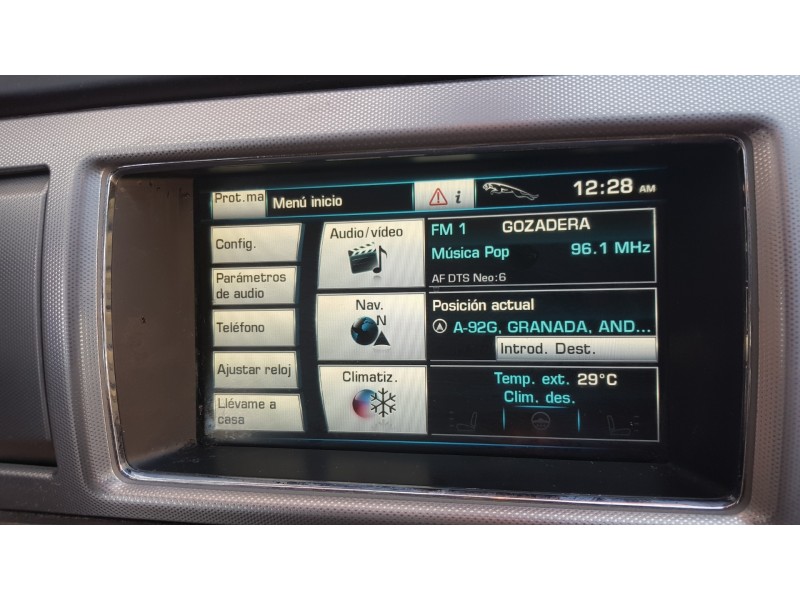 Prot.ma
Menú inicio
i
12:28 AM
Config.
Parámetros
de audio
Teléfono
Ajustar reloj
Llévame a
casa
Audio/vídeo
Nav.
N
Climatiz.
FM 1 GOZADERA
Música Pop 96.1 MHz
AF DTS Neo:6
Posición actual
A-92G, GRANADA, AND...
Introd. Dest.
Temp. ext. 29°C
Clim. des.